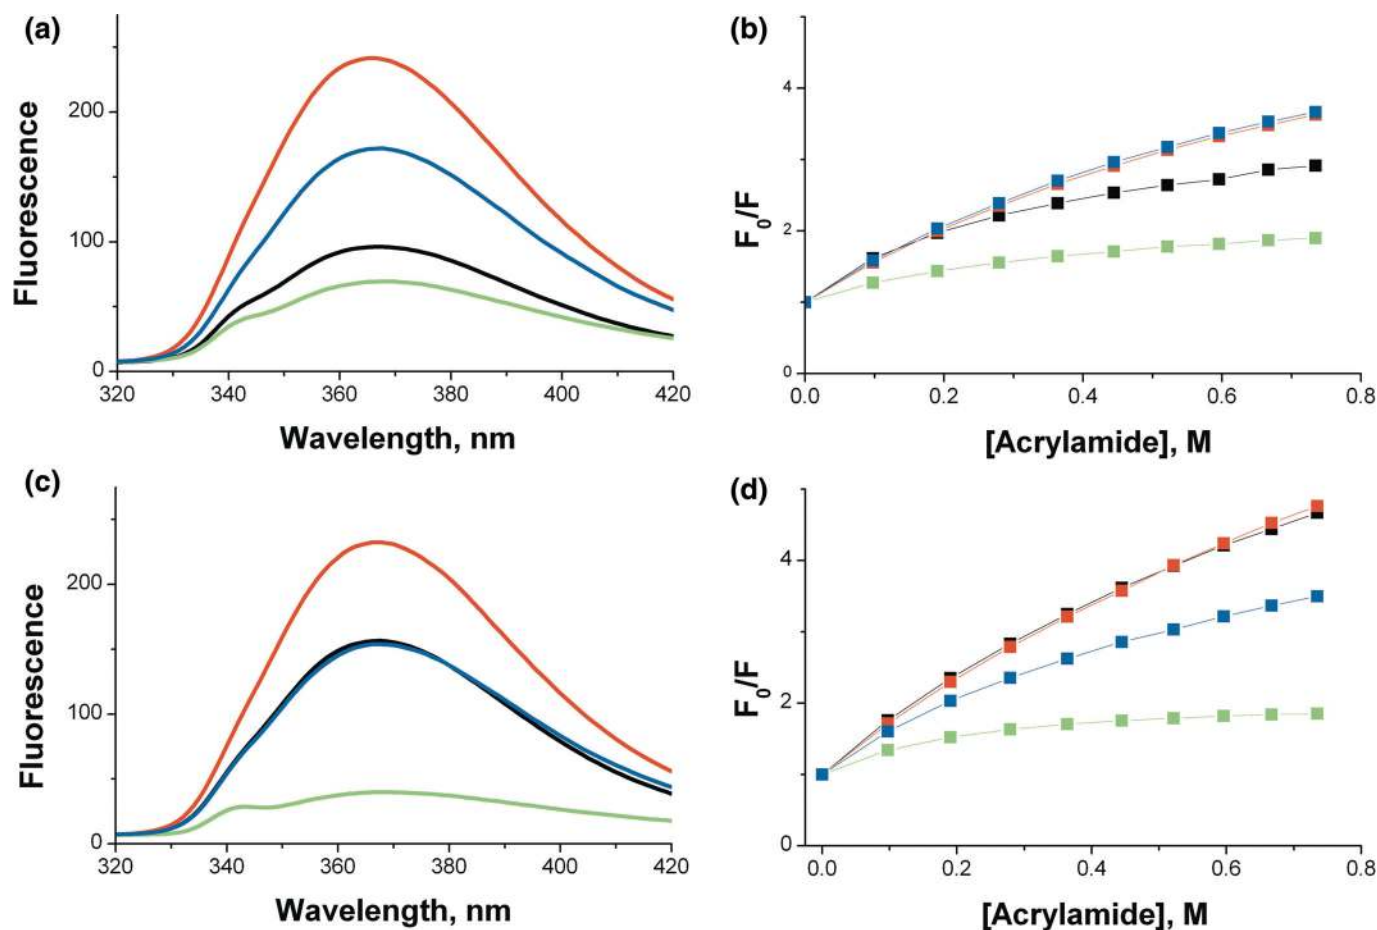 (a)
Fluorescence
200
100
0
320 340 360 380 400 420
Wavelength, nm
(b)
F0/F
4
2
0
0.0 0.2 0.4 0.6 0.8
[Acrylamide], M
(c)
Fluorescence
200
100
0
320 340 360 380 400 420
Wavelength, nm
(d)
F0/F
4
2
0
0.0 0.2 0.4 0.6 0.8
[Acrylamide], M